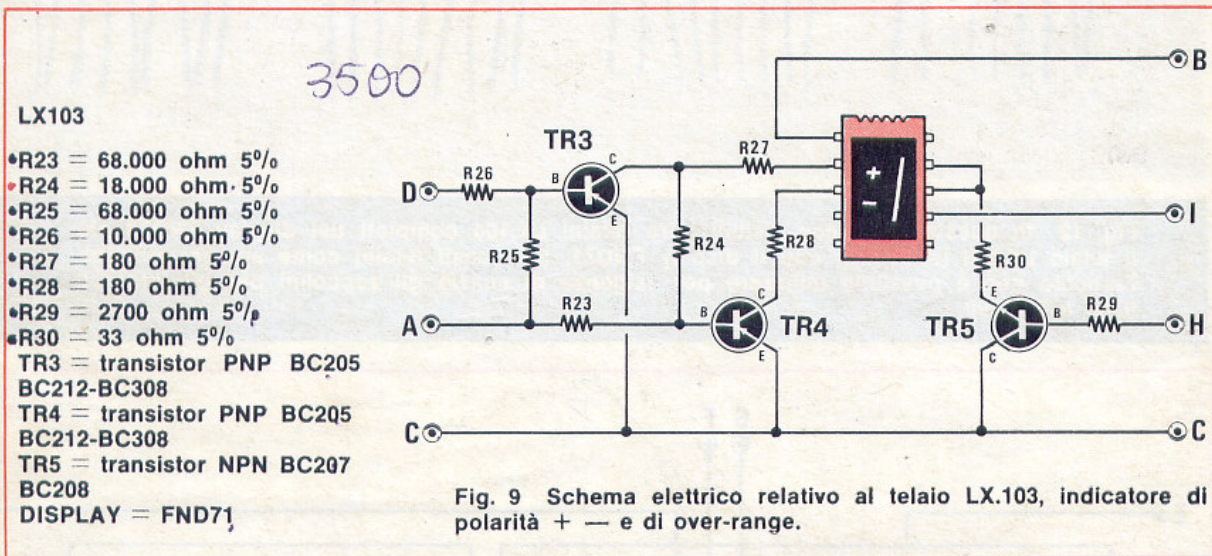 3500
LX103
R23 = 68.000 ohm 5%
R24 = 18.000 ohm 5%
R25 = 68.000 ohm 5%
R26 = 10.000 ohm 5%
R27 = 180 ohm 5%
R28 = 180 ohm 5%
R29 = 2700 ohm 5%
R30 = 33 ohm 5%
TR3 = transistor PNP BC205
BC212-BC308
TR4 = transistor PNP BC205
BC212-BC308
TR5 = transistor NPN BC207
BC208
DISPLAY = FND71
B
TR3
R27
C
R26
D
B
E
+
−
I
R25
R24
R28
R30
A
R23
B
C
TR4
E
TR5
E
B
C
R29
H
C
C
Fig. 9 Schema elettrico relativo al telaio LX.103, indicatore di
polarità + — e di over-range.